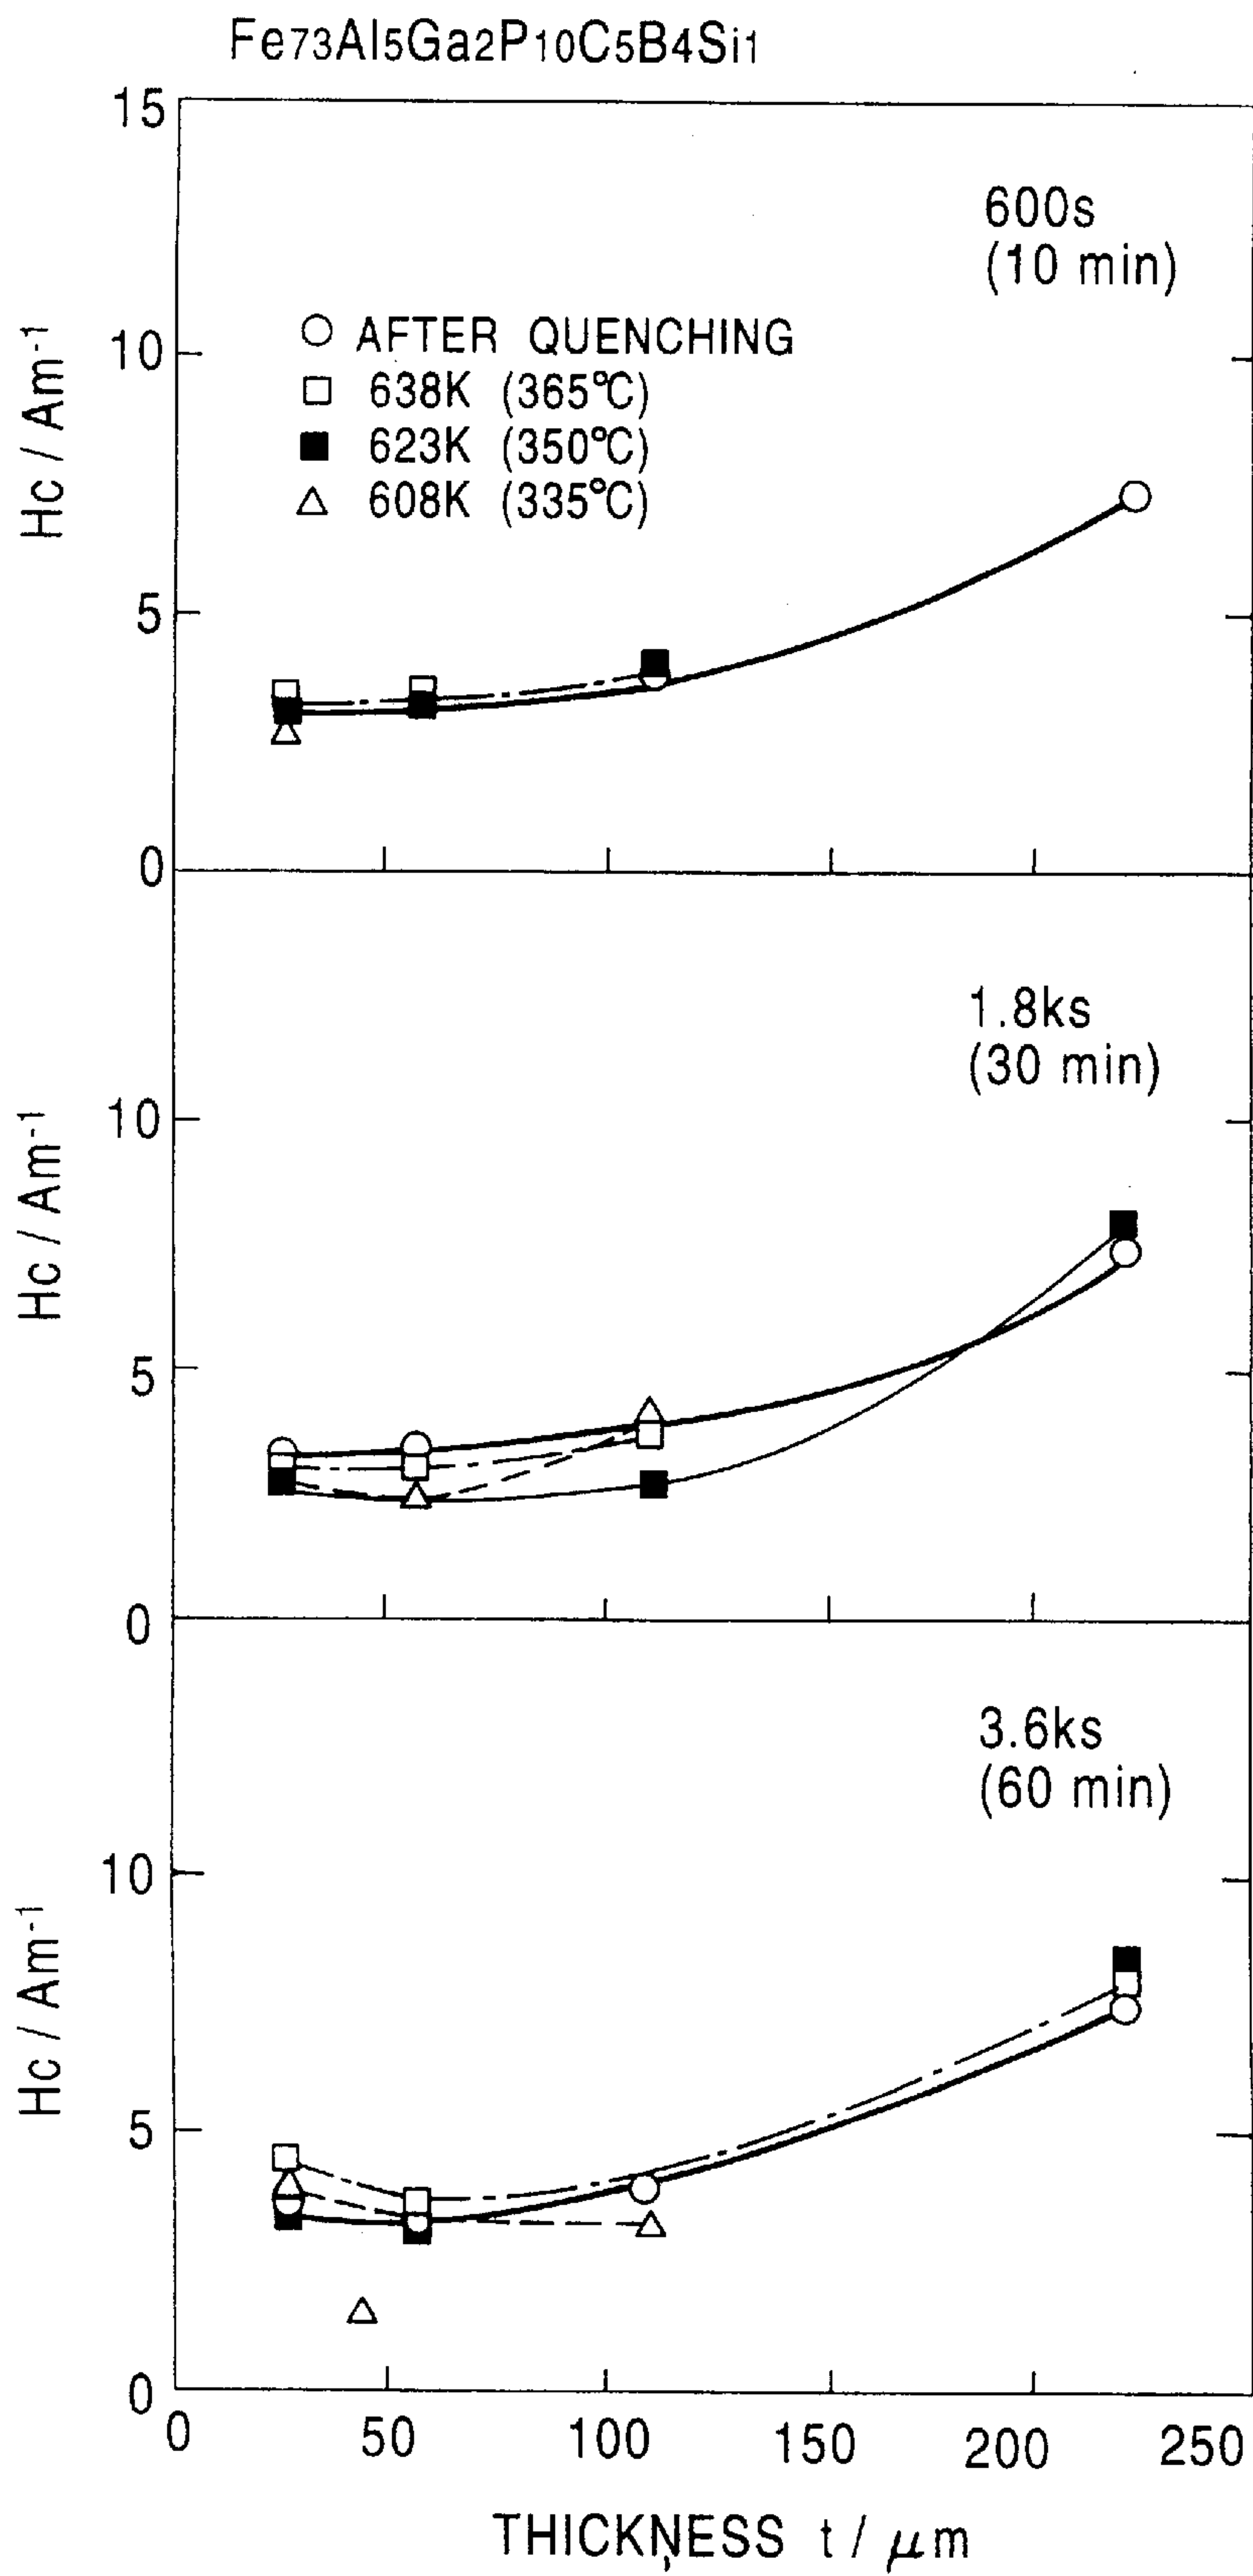 Fe73Al5Ga2P10C5B4Si1
15
600s
(10 min)
10
AFTER QUENCHING
638K (365°C)
623K (350°C)
608K (335°C)
Hc / Am-1
5
0
1.8ks
(30 min)
10
Hc / Am-1
5
0
3.6ks
(60 min)
10
Hc / Am-1
5
0
0 50 100 150 200 250
THICKNESS t / μm